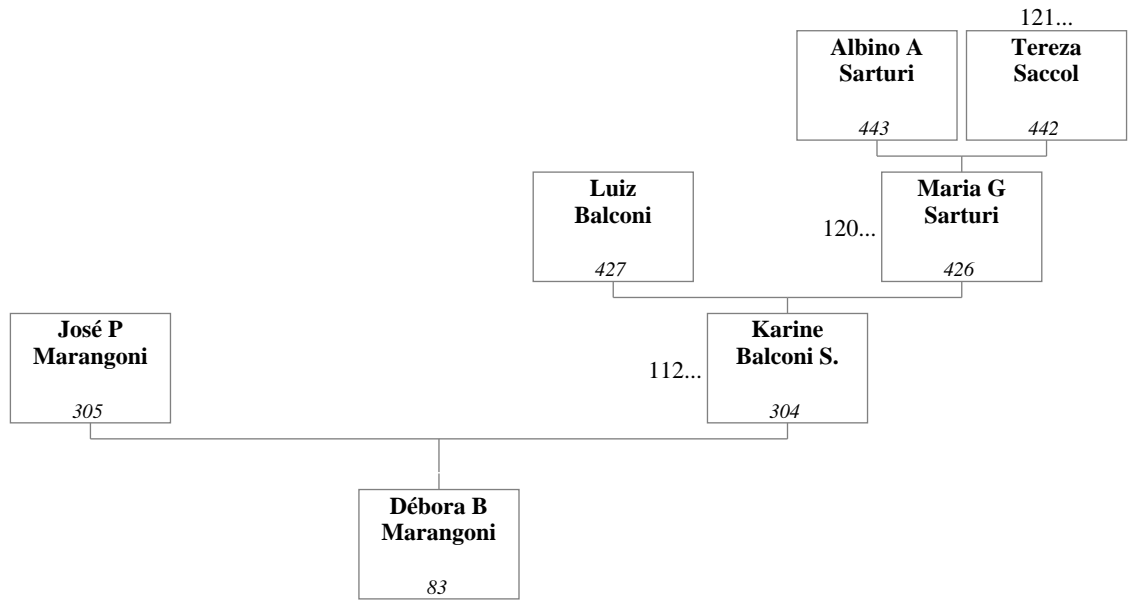 121...
Albino A
Sarturi
443
Tereza
Saccol
442
Luiz
Balconi
427
120...
Maria G
Sarturi
426
José P
Marangoni
305
112...
Karine
Balconi S.
304
Débora B
Marangoni
83